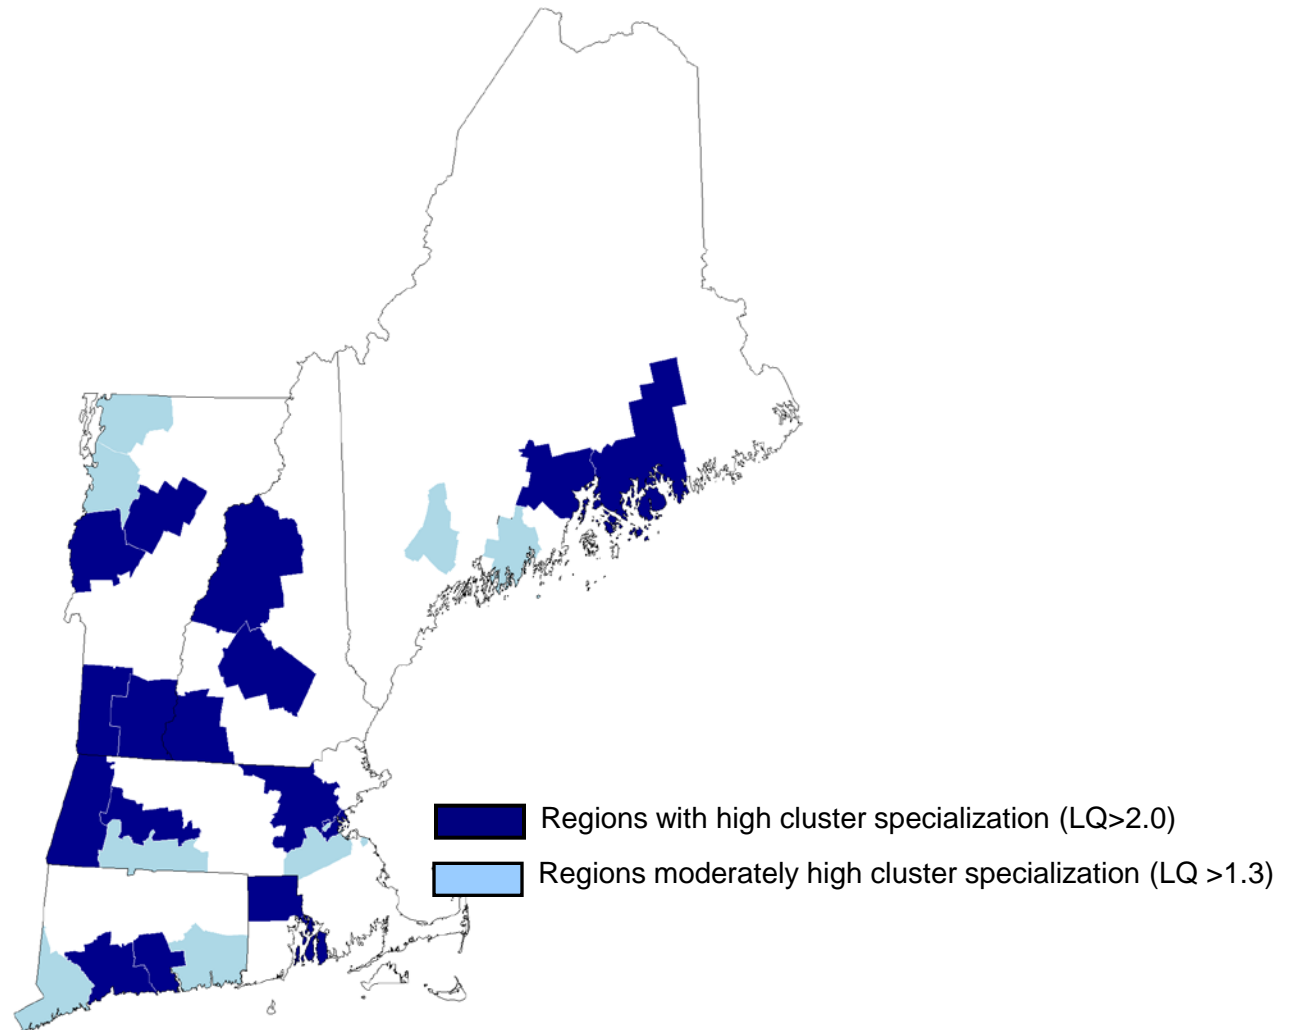 Regions with high cluster specialization (LQ>2.0)
Regions moderately high cluster specialization (LQ >1.3)